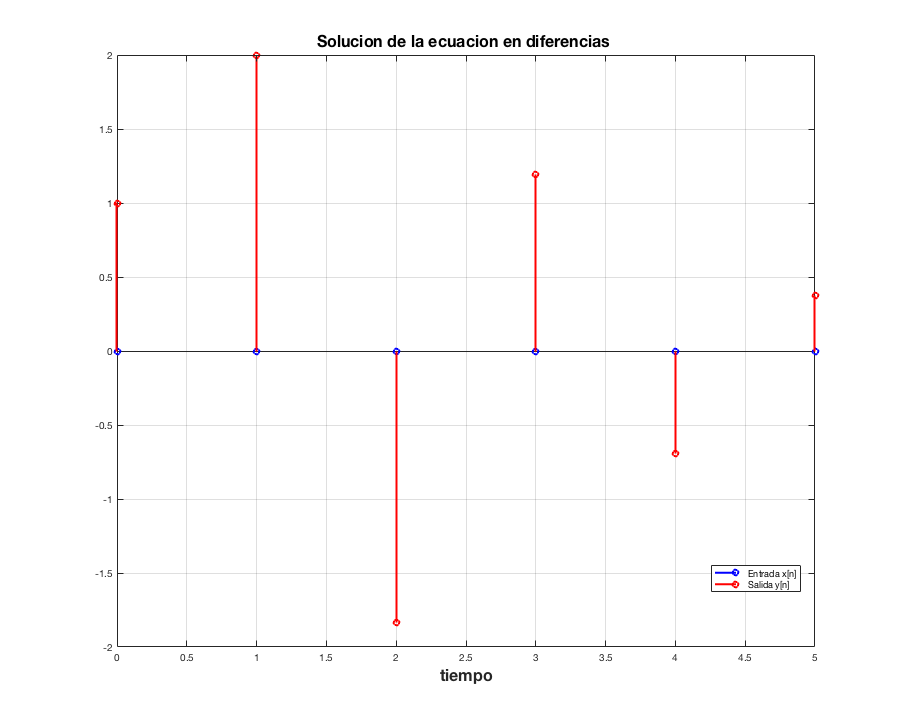 Solucion de la ecuacion en diferencias
2
1.5
1
0.5
0
-0.5
-1
-1.5
-2
Entrada x[n]
Salida y[n]
0 0.5 1 1.5 2 2.5 3 3.5 4 4.5 5
tiempo